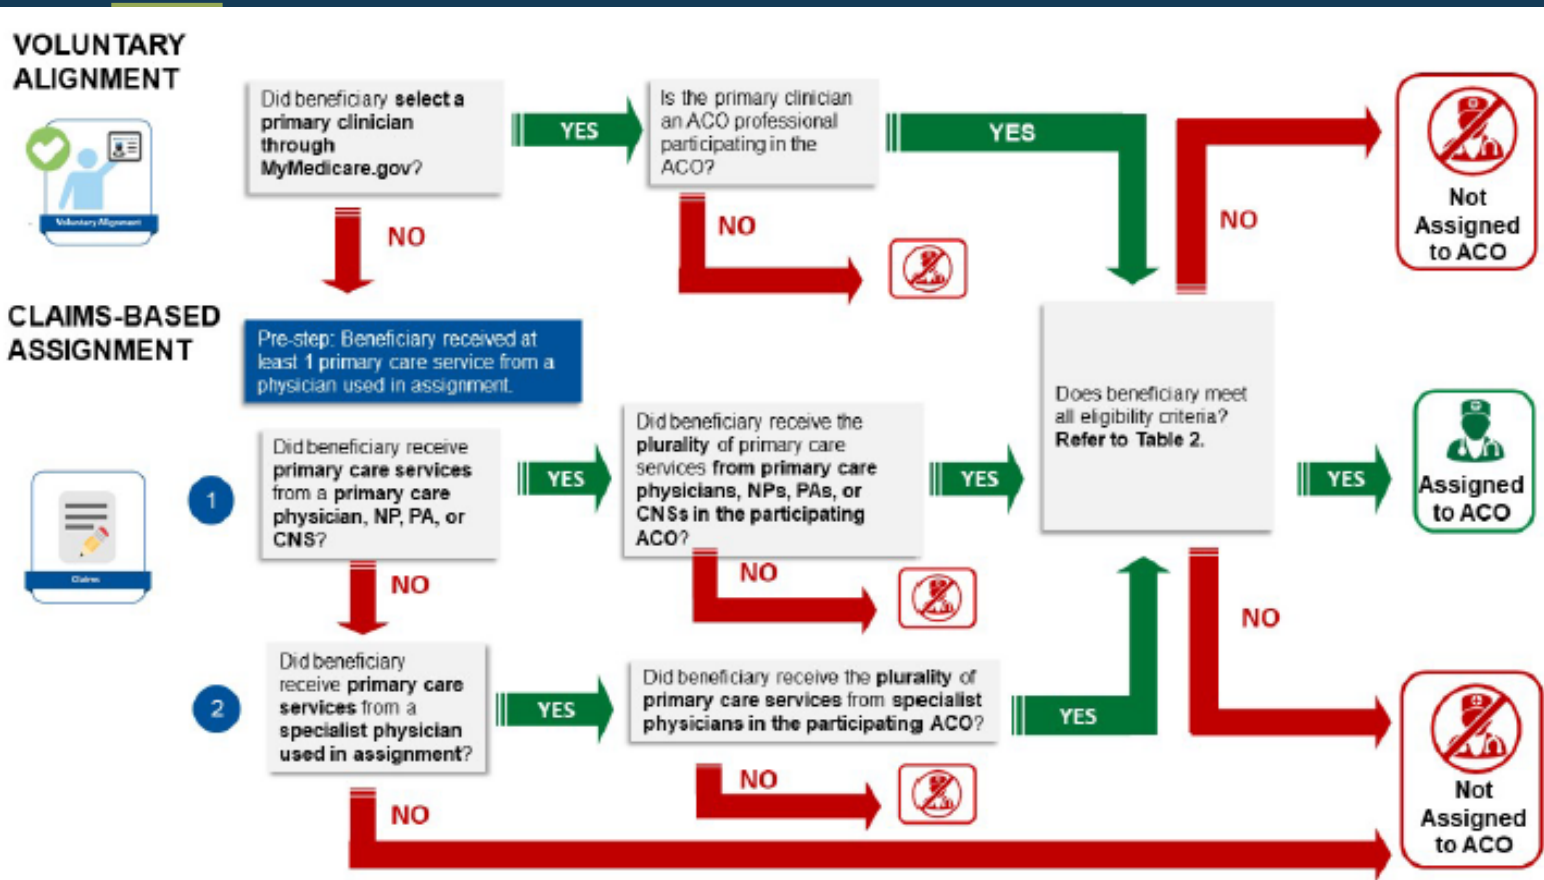 VOLUNTARY
ALIGNMENT
Voluntary Alignment
Did beneficiary select a
primary clinician
through
MyMedicare.gov?
YES
Is the primary clinician
an ACO professional
participating in the
ACO?
YES
NO
NO
NO
Not
Assigned
to ACO
CLAIMS-BASED
ASSIGNMENT
Pre-step: Beneficiary received at
least 1 primary care service from a
physician used in assignment.
Claims
1
Did beneficiary receive
primary care services
from a primary care
physician, NP, PA, or
CNS?
YES
Did beneficiary receive the
plurality of primary care
services from primary care
physicians, NPs, PAs, or
CNSs in the participating
ACO?
YES
Does beneficiary meet
all eligibility criteria?
Refer to Table 2.
YES
Assigned
to ACO
NO
NO
NO
2
Did beneficiary
receive primary care
services from a
specialist physician
used in assignment?
YES
Did beneficiary receive the plurality of
primary care services from specialist
physicians in the participating ACO?
YES
NO
NO
Not
Assigned
to ACO